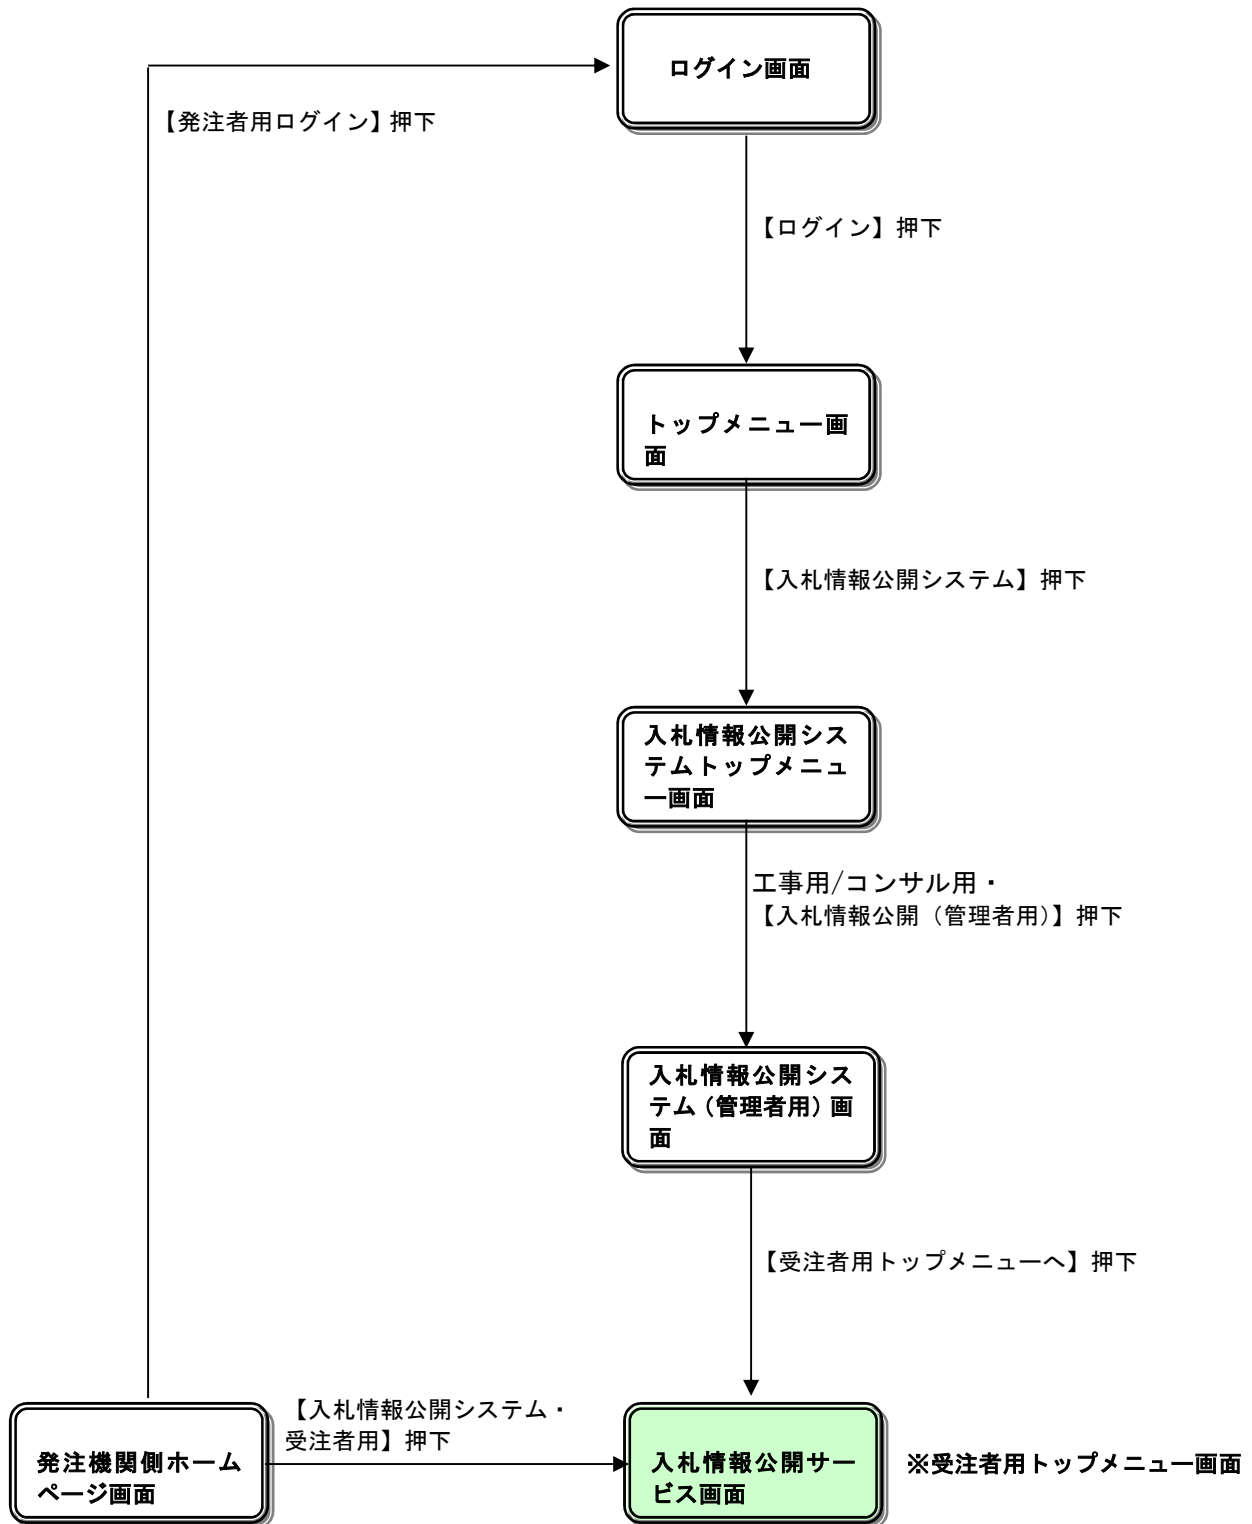 ログイン画面
【発注者用ログイン】押下
【ログイン】押下
トップメニュー画
面
【入札情報公開システム】押下
入札情報公開シス
テムトップメニュ
ー画面
工事用/コンサル用・
【入札情報公開（管理者用）】押下
入札情報公開シス
テム（管理者用）画
面
【受注者用トップメニューへ】押下
【入札情報公開システム・
受注者用】押下
発注機関側ホーム
ページ画面
入札情報公開サー
ビス画面
※受注者用トップメニュー画面